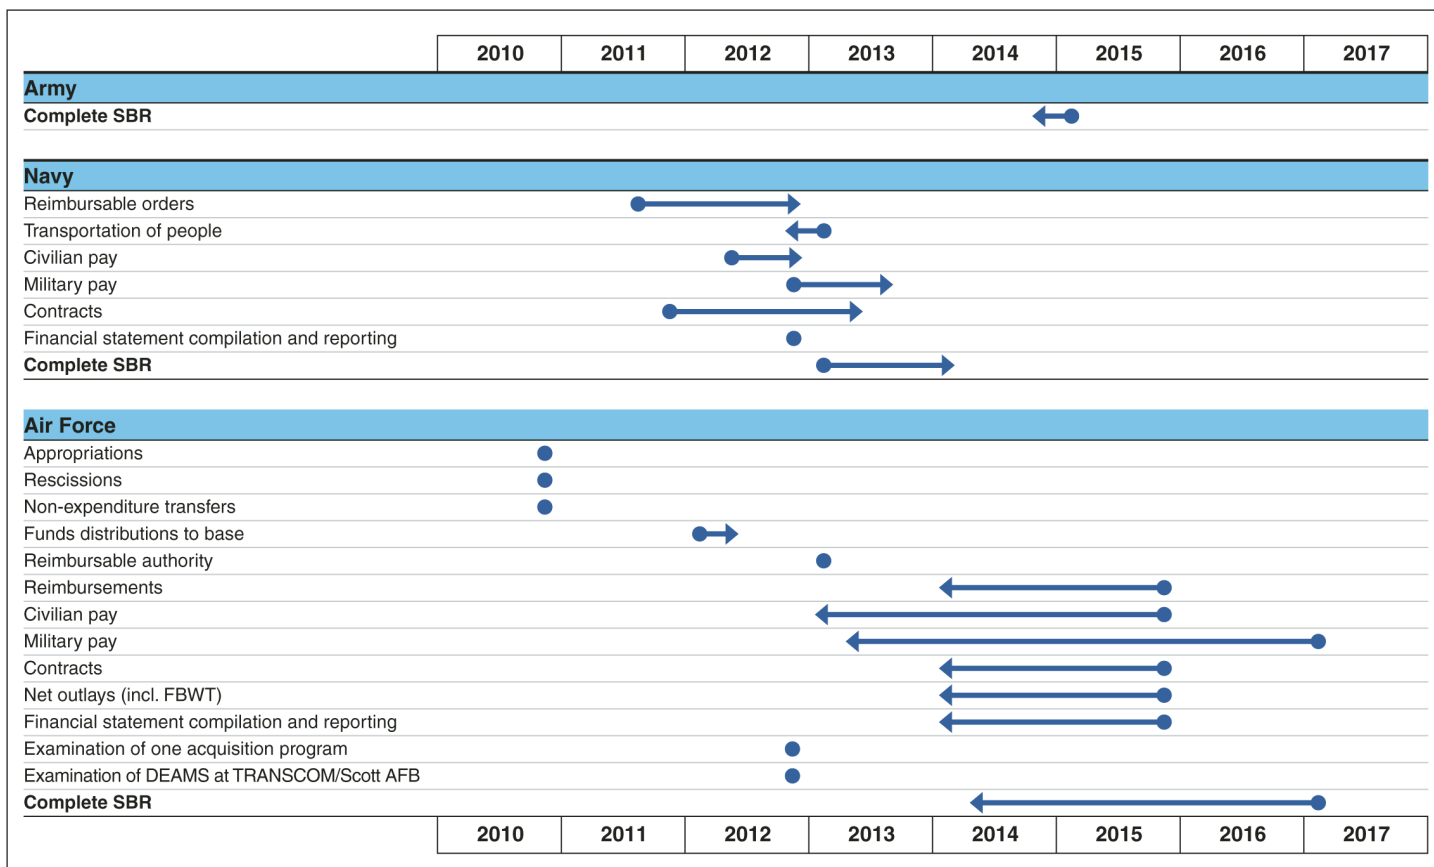 2010 2011 2012 2013 2014 2015 2016 2017
Army
Complete SBR
Navy
Reimbursable orders
Transportation of people
Civilian pay
Military pay
Contracts
Financial statement compilation and reporting
Complete SBR
Air Force
Appropriations
Rescissions
Non-expenditure transfers
Funds distributions to base
Reimbursable authority
Reimbursements
Civilian pay
Military pay
Contracts
Net outlays (incl. FBWT)
Financial statement compilation and reporting
Examination of one acquisition program
Examination of DEAMS at TRANSCOM/Scott AFB
Complete SBR
2010 2011 2012 2013 2014 2015 2016 2017